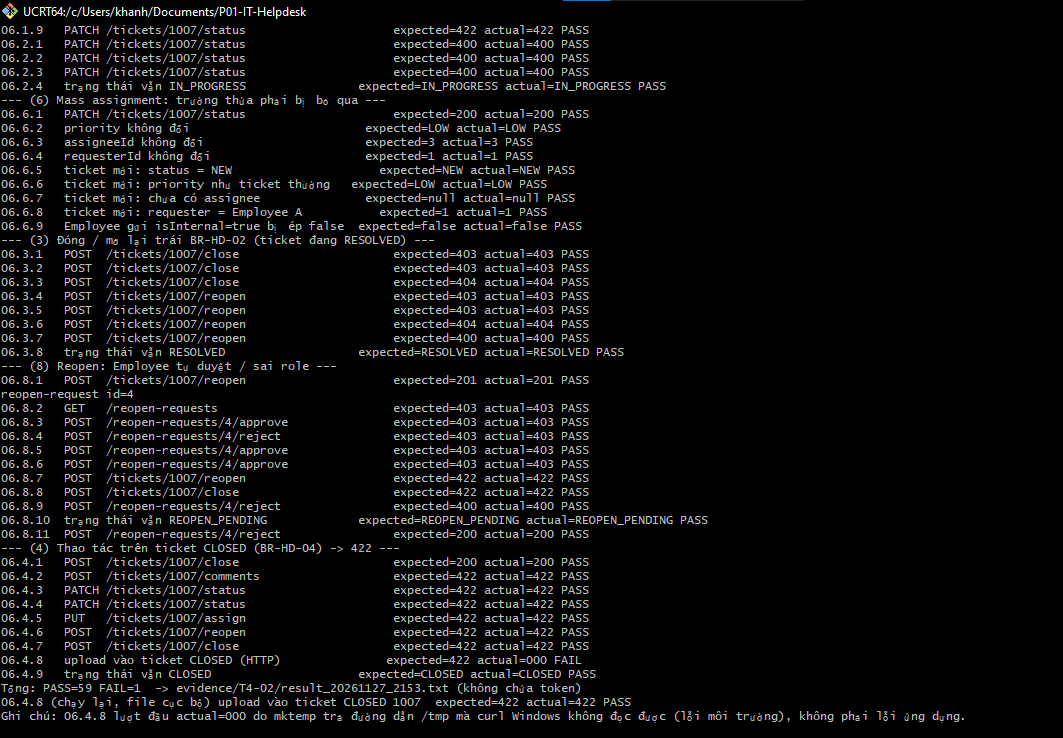 UCRT64:/c/Users/khanh/Documents/P01-IT-Helpdesk
06.1.9 PATCH /tickets/1007/status expected=422 actual=422 PASS
06.2.1 PATCH /tickets/1007/status expected=400 actual=400 PASS
06.2.2 PATCH /tickets/1007/status expected=400 actual=400 PASS
06.2.3 PATCH /tickets/1007/status expected=400 actual=400 PASS
06.2.4 trạng thái vẫn IN_PROGRESS expected=IN_PROGRESS actual=IN_PROGRESS PASS
--- (6) Mass assignment: trường thừa phải bị bỏ qua ---
06.6.1 PATCH /tickets/1007/status expected=200 actual=200 PASS
06.6.2 priority không đổi expected=LOW actual=LOW PASS
06.6.3 assigneeId không đổi expected=3 actual=3 PASS
06.6.4 requesterId không đổi expected=1 actual=1 PASS
06.6.5 ticket mới: status = NEW expected=NEW actual=NEW PASS
06.6.6 ticket mới: priority như ticket thường expected=LOW actual=LOW PASS
06.6.7 ticket mới: chưa có assignee expected=null actual=null PASS
06.6.8 ticket mới: requester = Employee A expected=1 actual=1 PASS
06.6.9 Employee gửi isInternal=true bị ép false expected=false actual=false PASS
--- (3) Đóng / mở lại trái BR-HD-02 (ticket đang RESOLVED) ---
06.3.1 POST /tickets/1007/close expected=403 actual=403 PASS
06.3.2 POST /tickets/1007/close expected=403 actual=403 PASS
06.3.3 POST /tickets/1007/close expected=404 actual=404 PASS
06.3.4 POST /tickets/1007/reopen expected=403 actual=403 PASS
06.3.5 POST /tickets/1007/reopen expected=403 actual=403 PASS
06.3.6 POST /tickets/1007/reopen expected=404 actual=404 PASS
06.3.7 POST /tickets/1007/reopen expected=400 actual=400 PASS
06.3.8 trạng thái vẫn RESOLVED expected=RESOLVED actual=RESOLVED PASS
--- (8) Reopen: Employee tự duyệt / sai role ---
06.8.1 POST /tickets/1007/reopen expected=201 actual=201 PASS
reopen-request id=4
06.8.2 GET /reopen-requests expected=403 actual=403 PASS
06.8.3 POST /reopen-requests/4/approve expected=403 actual=403 PASS
06.8.4 POST /reopen-requests/4/reject expected=403 actual=403 PASS
06.8.5 POST /reopen-requests/4/approve expected=403 actual=403 PASS
06.8.6 POST /reopen-requests/4/approve expected=403 actual=403 PASS
06.8.7 POST /tickets/1007/reopen expected=422 actual=422 PASS
06.8.8 POST /tickets/1007/close expected=422 actual=422 PASS
06.8.9 POST /reopen-requests/4/reject expected=400 actual=400 PASS
06.8.10 trạng thái vẫn REOPEN_PENDING expected=REOPEN_PENDING actual=REOPEN_PENDING PASS
06.8.11 POST /reopen-requests/4/reject expected=200 actual=200 PASS
--- (4) Thao tác trên ticket CLOSED (BR-HD-04) -> 422 ---
06.4.1 POST /tickets/1007/close expected=200 actual=200 PASS
06.4.2 POST /tickets/1007/comments expected=422 actual=422 PASS
06.4.3 PATCH /tickets/1007/status expected=422 actual=422 PASS
06.4.4 PATCH /tickets/1007/status expected=422 actual=422 PASS
06.4.5 PUT /tickets/1007/assign expected=422 actual=422 PASS
06.4.6 POST /tickets/1007/reopen expected=422 actual=422 PASS
06.4.7 POST /tickets/1007/close expected=422 actual=422 PASS
06.4.8 upload vào ticket CLOSED (HTTP) expected=422 actual=000 FAIL
06.4.9 trạng thái vẫn CLOSED expected=CLOSED actual=CLOSED PASS
Tổng: PASS=59 FAIL=1 -> evidence/T4-02/result_20261127_2153.txt (không chứa token)
06.4.8 (chạy lại, file cục bộ) upload vào ticket CLOSED 1007 expected=422 actual=422 PASS
Ghi chú: 06.4.8 lượt đầu actual=000 do mktemp trả đường dẫn /tmp mà curl Windows không đọc được (lỗi môi trường), không phải lỗi ứng dụng.